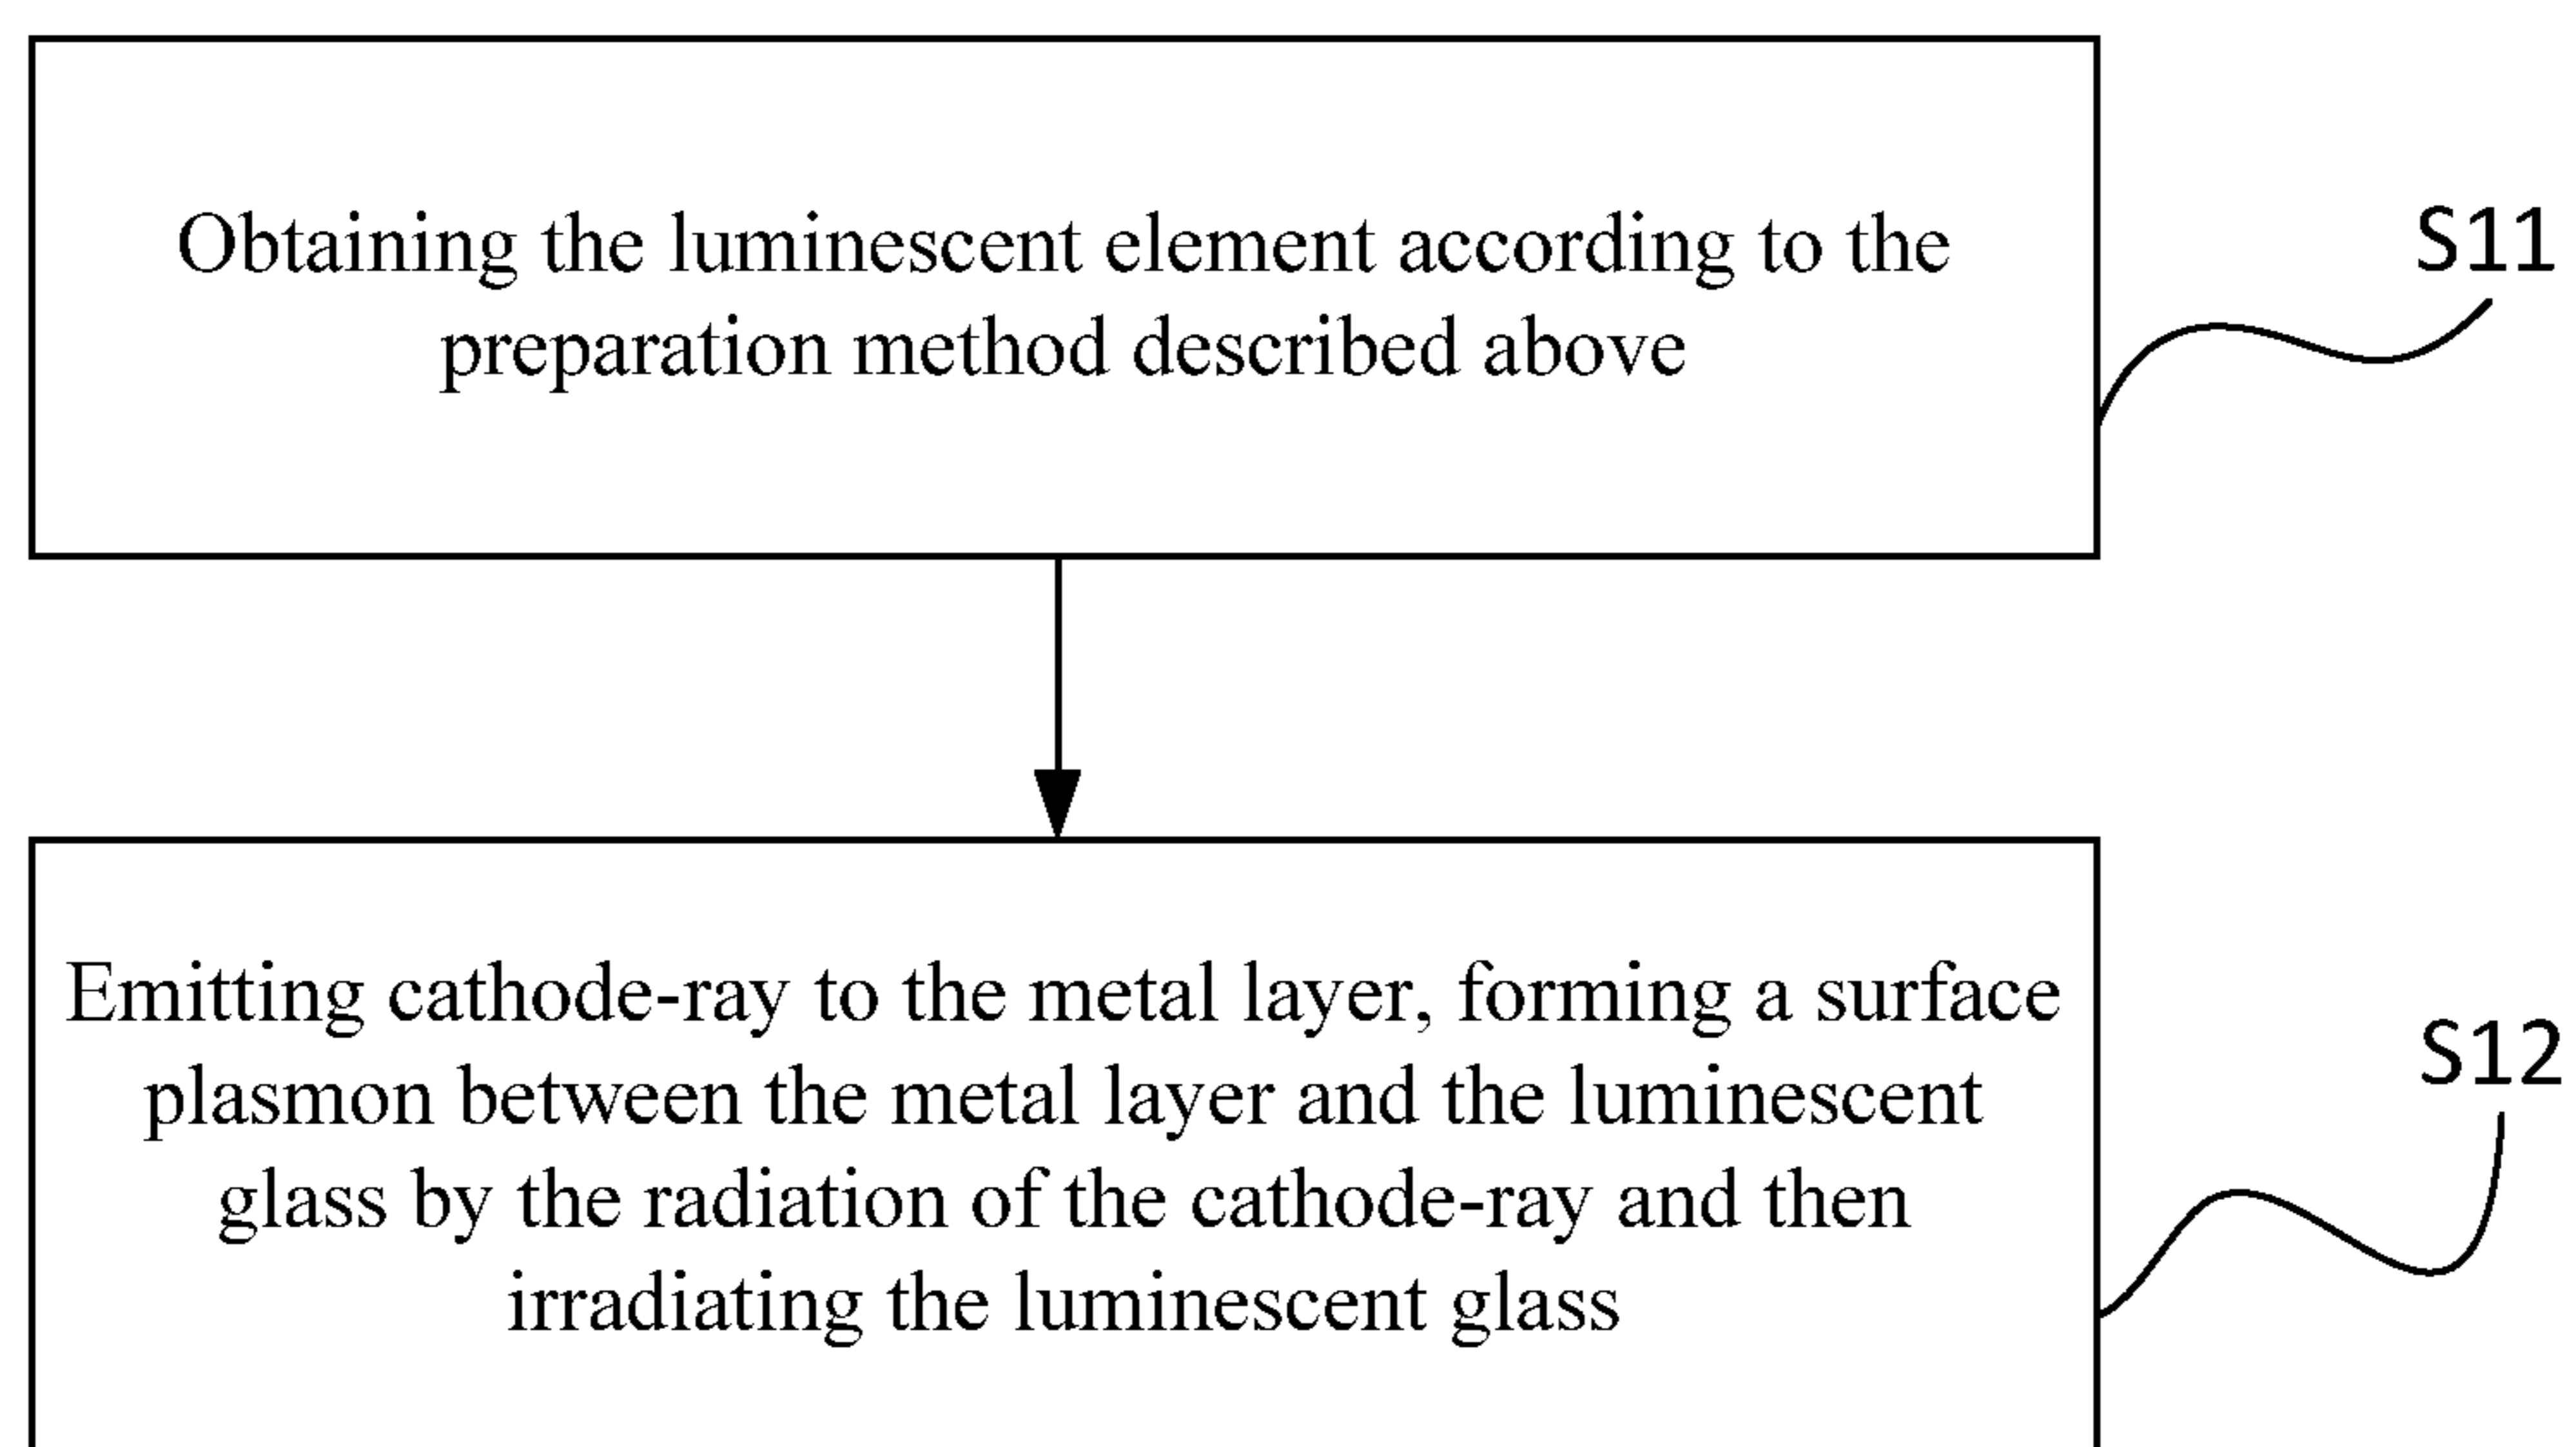 Obtaining the luminescent element according to the
preparation method described above
S11
Emitting cathode-ray to the metal layer, forming a surface
plasmon between the metal layer and the luminescent
glass by the radiation of the cathode-ray and then
irradiating the luminescent glass
S12